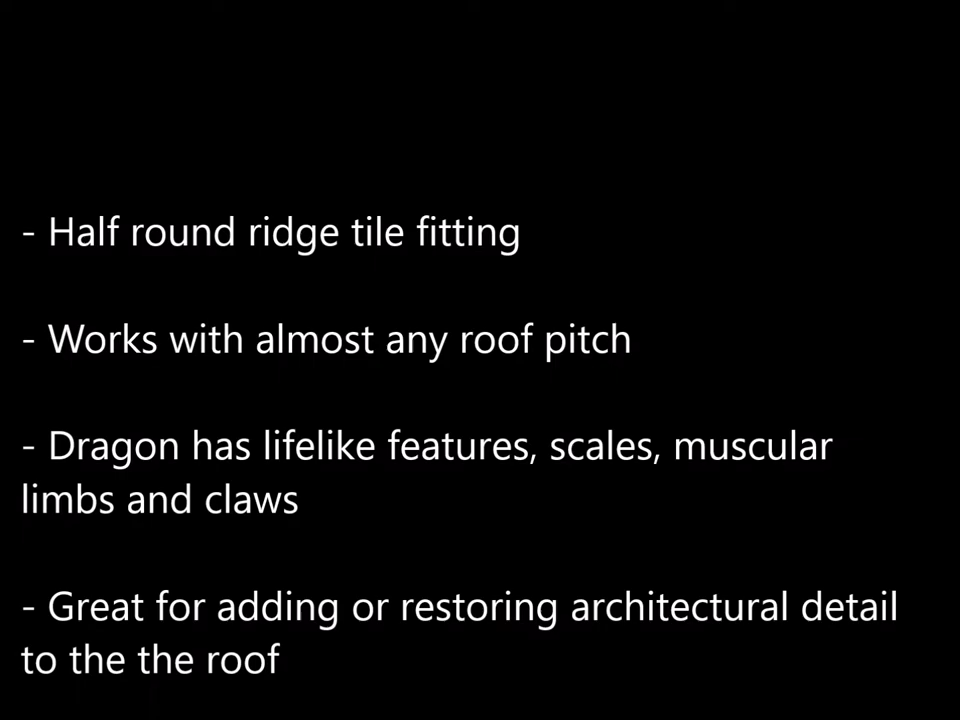 - Half round ridge tile fitting
- Works with almost any roof pitch
- Dragon has lifelike features, scales, muscular
limbs and claws
- Great for adding or restoring architectural detail
to the the roof